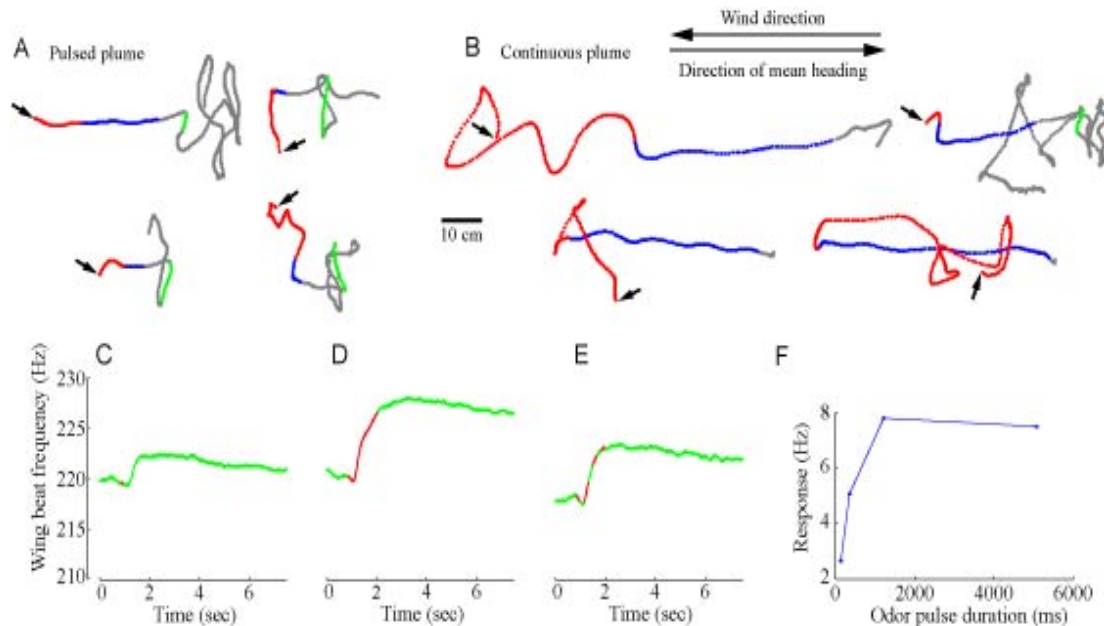 A Pulsed plume
B Continuous plume
Wind direction
Direction of mean heading
10 cm
C
D
E
F
Wing beat frequency (Hz)
230
225
220
215
210
0 2 4 6
Time (sec)
0 2 4 6
Time (sec)
0 2 4 6
Time (sec)
Response (Hz)
8
6
4
2
0 2000 4000 6000
Odor pulse duration (ms)